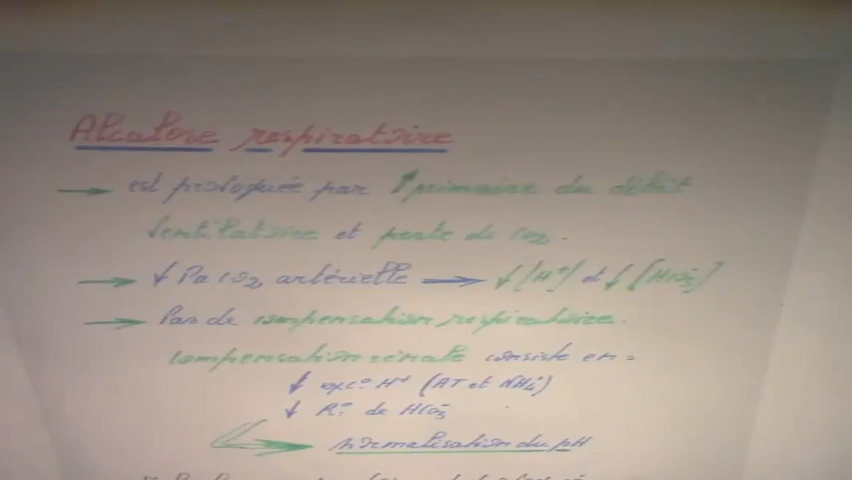 Alcalose respiratoire
→ est provoquée par ↑ primaire du débit
ventilatoire et perte de CO₂.
→ ↓ PaCO₂ artérielle → ↓ [H⁺] et ↓ [HCO₃⁻]
→ Pas de compensation respiratoire.
compensation rénale consiste en :
↓ exc° H⁺ (AT et NH₄⁺)
↓ R° de HCO₃⁻
normalisation du pH